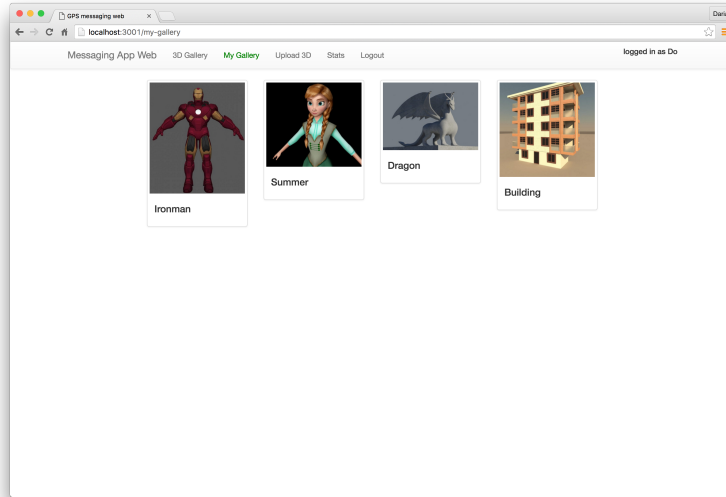 GPS messaging web
Daria
localhost:3001/my-gallery
Messaging App Web 3D Gallery My Gallery Upload 3D Stats Logout logged in as Do
Ironman
Summer
Dragon
Building